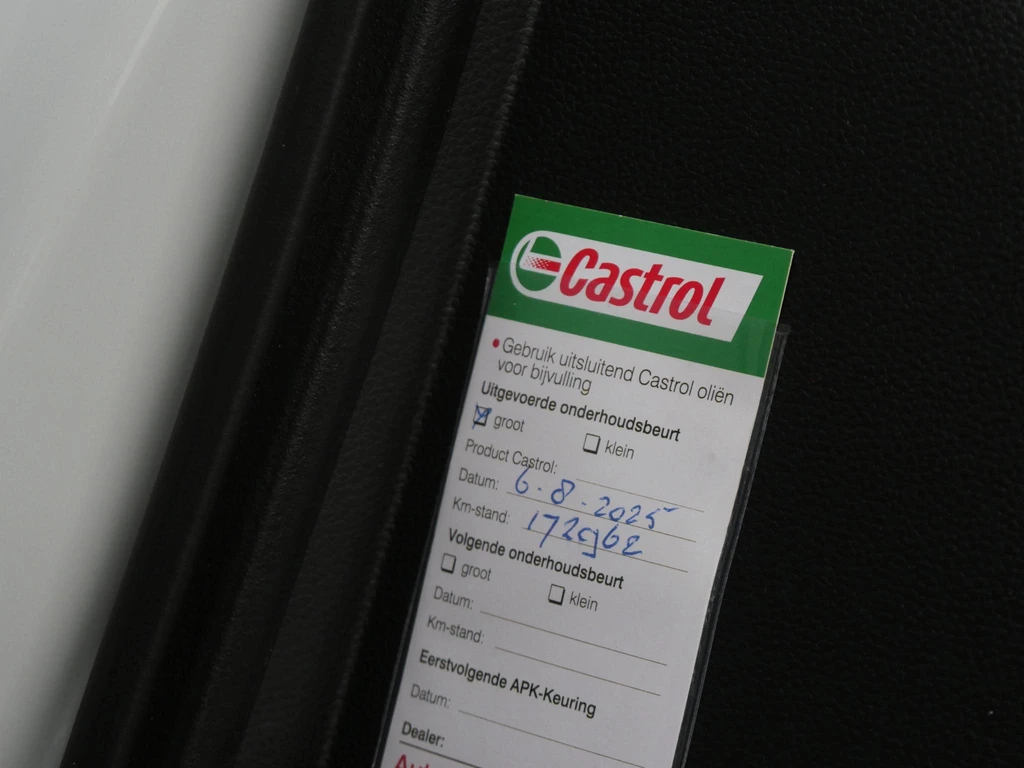 Castrol
• Gebruik uitsluitend Castrol oliën
voor bijvulling
Uitgevoerde onderhoudsbeurt
groot klein
Product Castrol:
Datum: 6-8-2025
Km-stand: 172962
Volgende onderhoudsbeurt
groot klein
Datum:
Km-stand:
Eerstvolgende APK-Keuring
Datum:
Dealer: